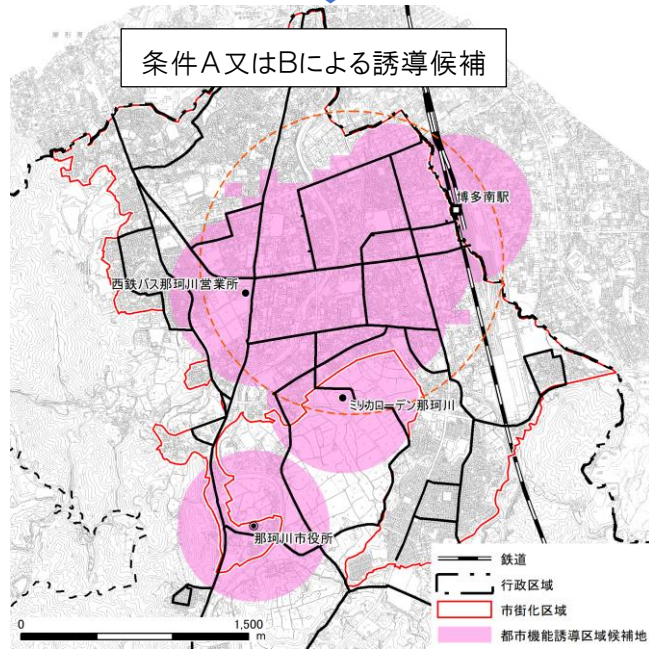 条件A又はBによる誘導候補
博多南駅
西鉄バス那珂川営業所
ミリカローデン那珂川
那珂川市役所
鉄道
行政区域
市街化区域
都市機能誘導区域候補地
0 1,500
m